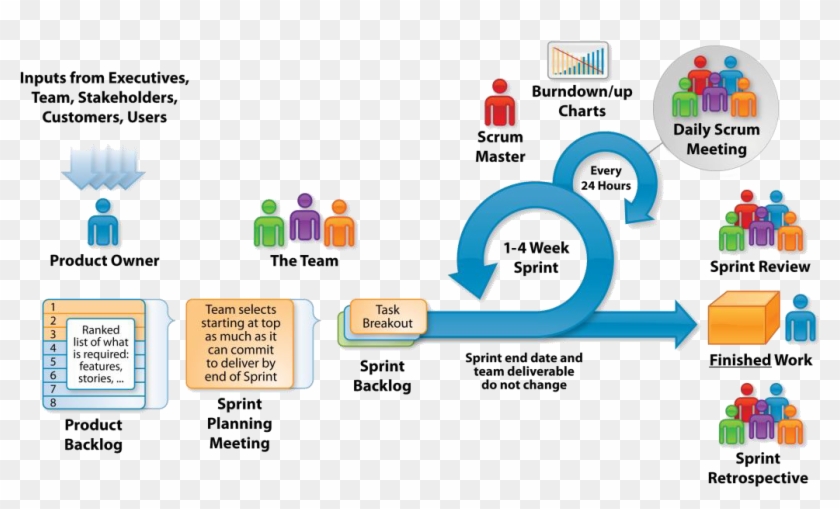 Inputs from Executives,
Team, Stakeholders,
Customers, Users
Product Owner
The Team
Scrum
Master
Burndown/up
Charts
Daily Scrum
Meeting
Every
24 Hours
1-4 Week
Sprint
Sprint Review
1
2
3
4
5
6
7
8
Ranked
list of what
is required:
features,
stories, ...
Product
Backlog
Team selects
starting at top
as much as it
can commit
to deliver by
end of Sprint
Sprint
Planning
Meeting
Task
Breakout
Sprint
Backlog
Sprint end date and
team deliverable
do not change
Finished Work
Sprint
Retrospective